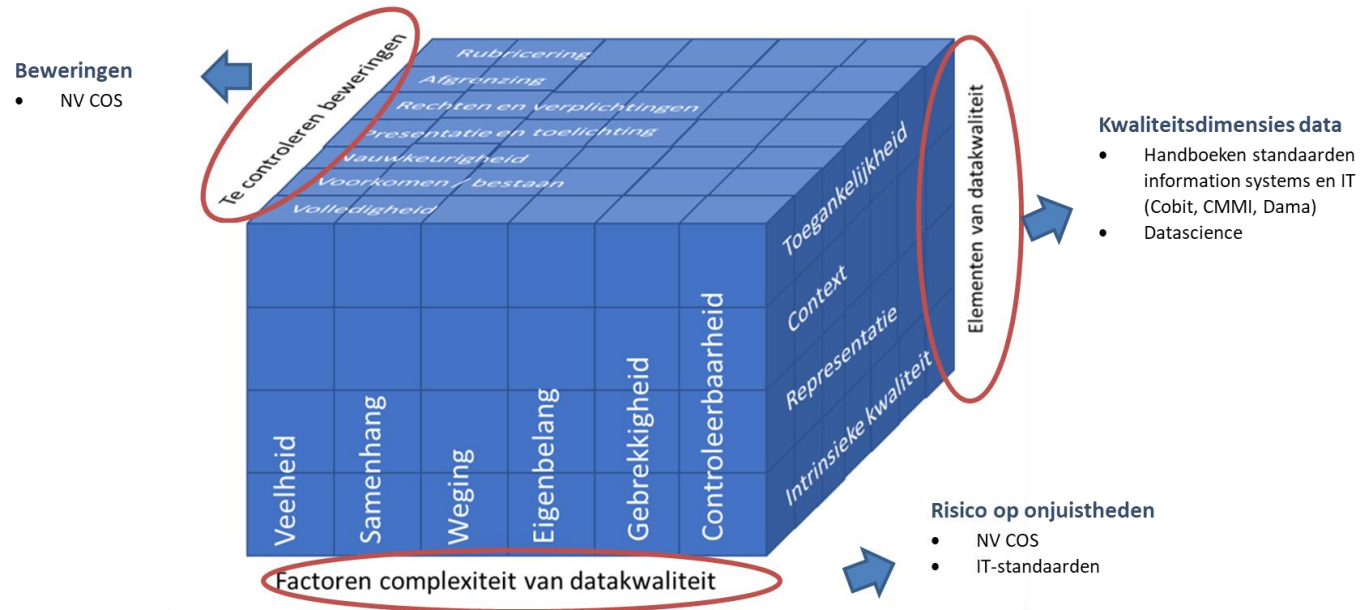 Beweringen
• NV COS
Te controleren beweringen
Rubricering
Afgrenzing
Rechten en verplichtingen
Presentatie en toelichting
Nauwkeurigheid
Voorkomen / bestaan
Volledigheid
Veelheid
Samenhang
Weging
Eigenbelang
Gebrekkigheid
Controleerbaarheid
Factoren complexiteit van datakwaliteit
Toegankelijkheid
Context
Representatie
Intrinsieke kwaliteit
Elementen van datakwaliteit
Kwaliteitsdimensies data
• Handboeken standaarden
information systems en IT
(Cobit, CMMI, Dama)
• Datascience
Risico op onjuistheden
• NV COS
• IT-standaarden